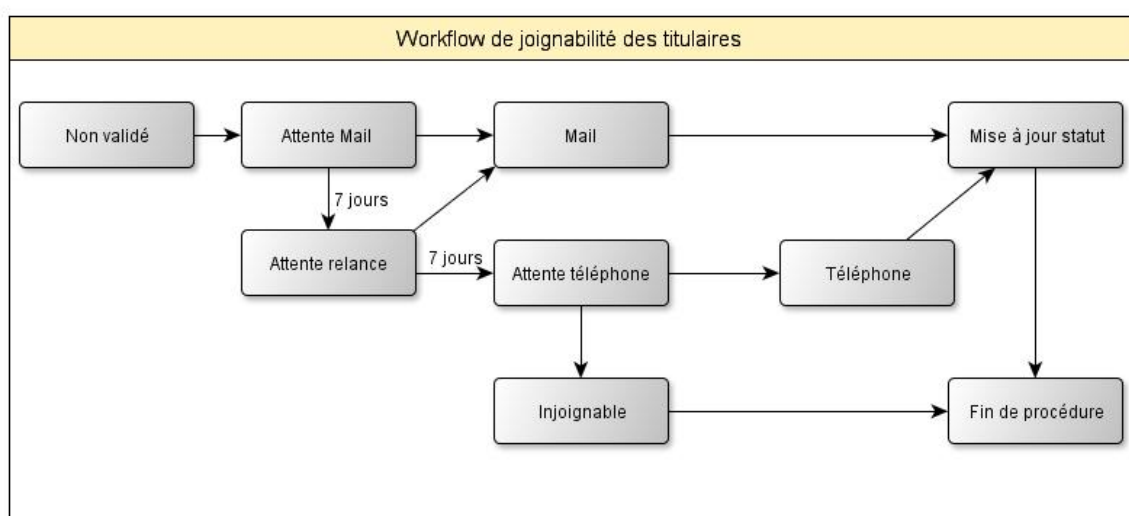 Workflow de joignabilité des titulaires
Non validé
Attente Mail
Mail
Mise à jour statut
7 jours
Attente relance
7 jours
Attente téléphone
Téléphone
Injoignable
Fin de procédure